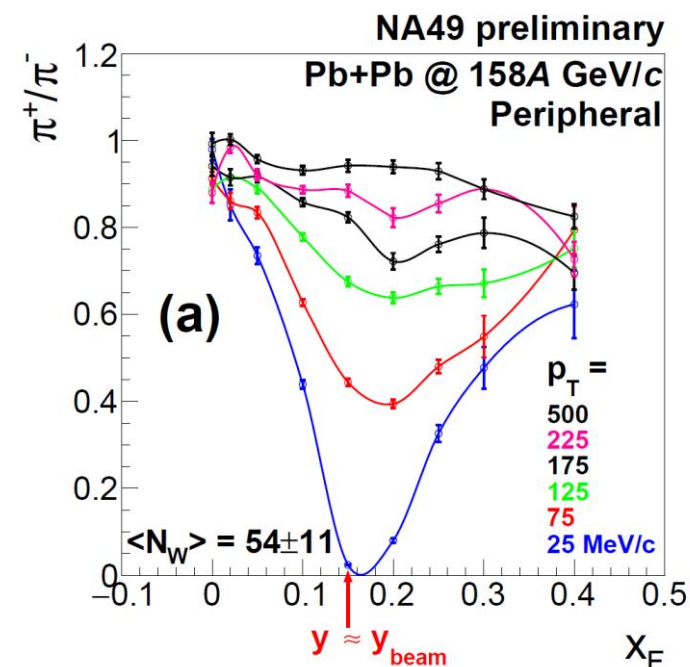 NA49 preliminary
Pb+Pb @ 158A GeV/c
Peripheral
π⁺/π⁻
1.2
1
0.8
0.6
0.4
0.2
0
(a)
p_T =
500
225
175
125
75
25 MeV/c
<N_W> = 54±11
−0.1 0 0.1 0.2 0.3 0.4 0.5
y ≈ y_beam
x_F